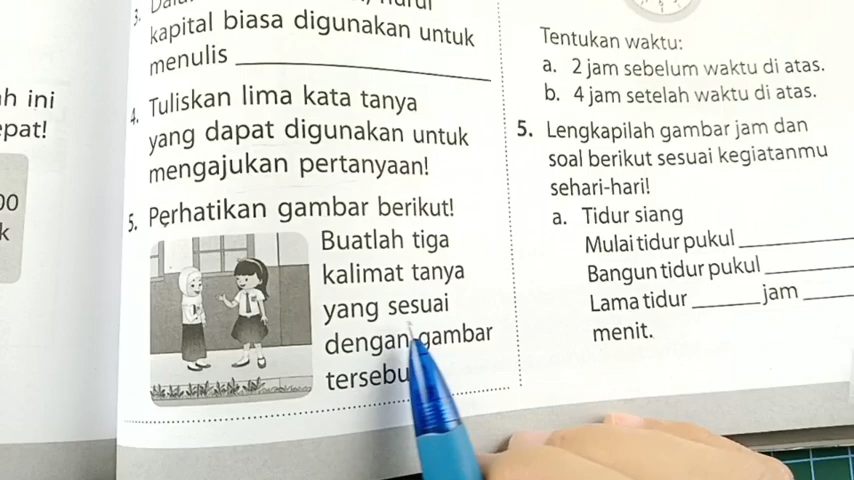 h ini
pat!
00
k
3.
kapital biasa digunakan untuk
menulis
4. Tuliskan lima kata tanya
yang dapat digunakan untuk
mengajukan pertanyaan!
5. Perhatikan gambar berikut!
Buatlah tiga
kalimat tanya
yang sesuai
dengan gambar
tersebu
Tentukan waktu:
a. 2 jam sebelum waktu di atas.
b. 4 jam setelah waktu di atas.
5. Lengkapilah gambar jam dan
soal berikut sesuai kegiatanmu
sehari-hari!
a. Tidur siang
Mulai tidur pukul
Bangun tidur pukul
Lama tidur jam
menit.